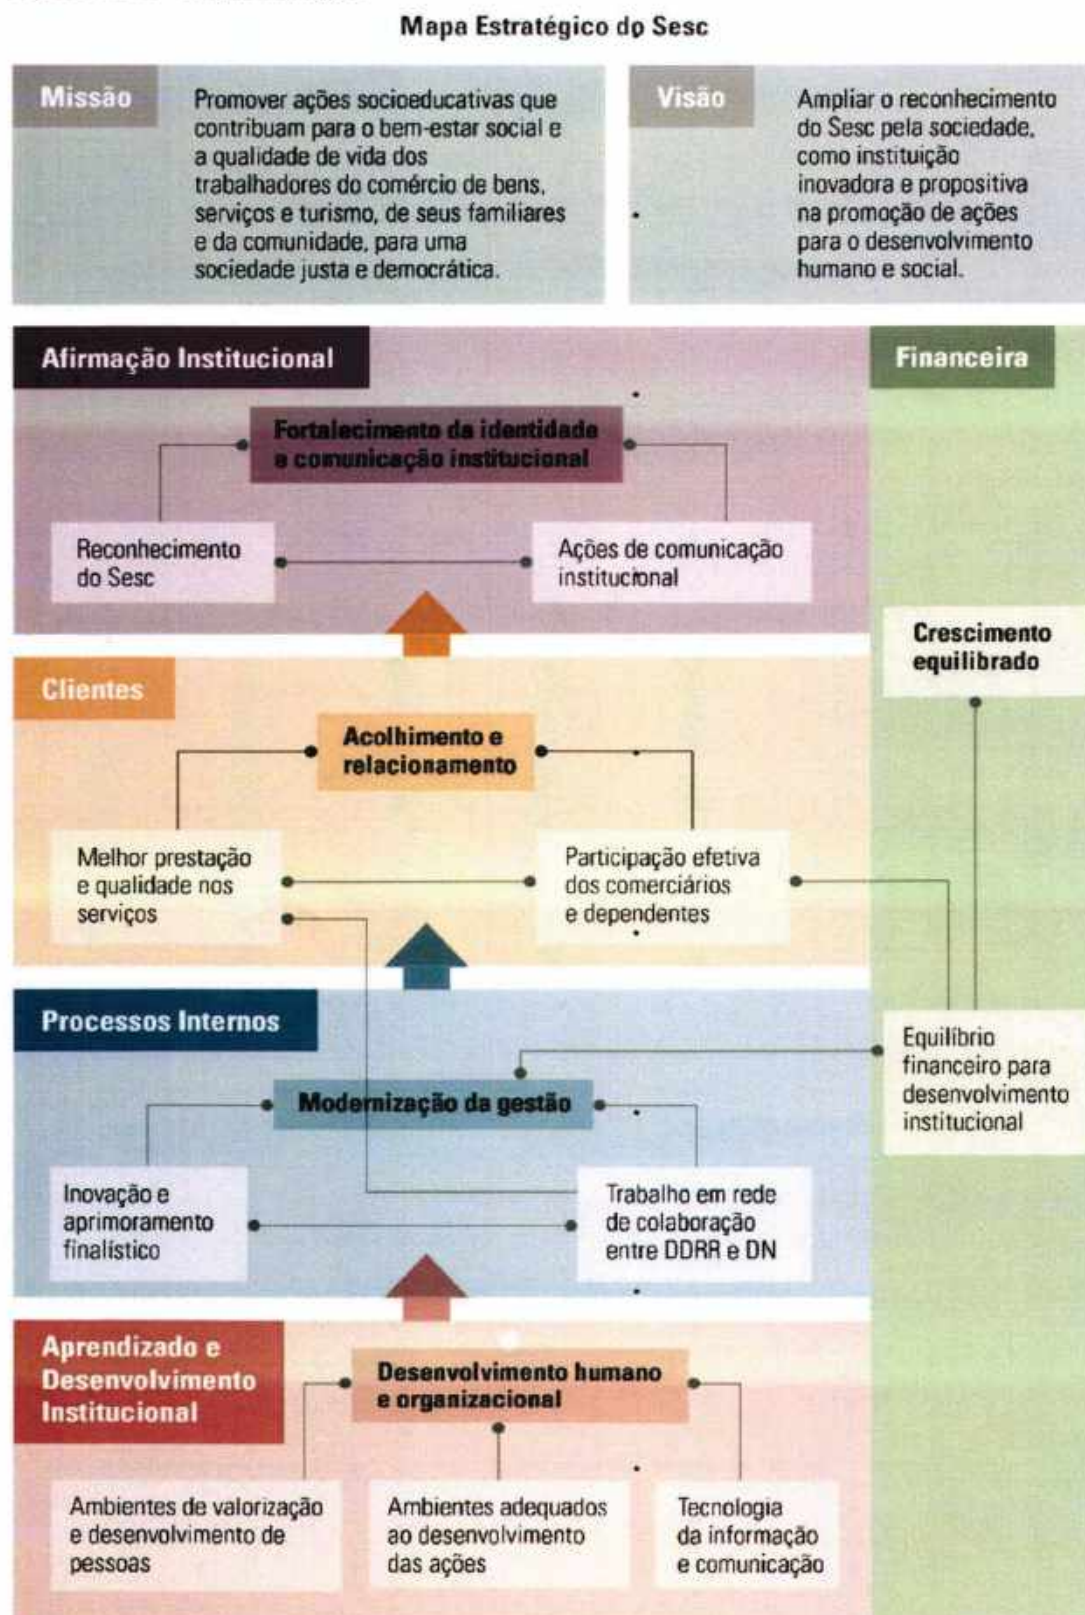 Mapa Estratégico do Sesc
Missão
Promover ações socioeducativas que
contribuam para o bem-estar social e
a qualidade de vida dos
trabalhadores do comércio de bens,
serviços e turismo, de seus familiares
e da comunidade, para uma
sociedade justa e democrática.
Visão
Ampliar o reconhecimento
do Sesc pela sociedade,
como instituição
inovadora e propositiva
na promoção de ações
para o desenvolvimento
humano e social.
Afirmação Institucional
Fortalecimento da identidade
e comunicação institucional
Reconhecimento
do Sesc
Ações de comunicação
institucional
Clientes
Acolhimento e
relacionamento
Melhor prestação
e qualidade nos
serviços
Participação efetiva
dos comerciários
e dependentes
Processos Internos
Modernização da gestão
Inovação e
aprimoramento
finalístico
Trabalho em rede
de colaboração
entre DDRR e DN
Aprendizado e
Desenvolvimento
Institucional
Desenvolvimento humano
e organizacional
Ambientes de valorização
e desenvolvimento de
pessoas
Ambientes adequados
ao desenvolvimento
das ações
Tecnologia
da informação
e comunicação
Financeira
Crescimento
equilibrado
Equilíbrio
financeiro para
desenvolvimento
institucional